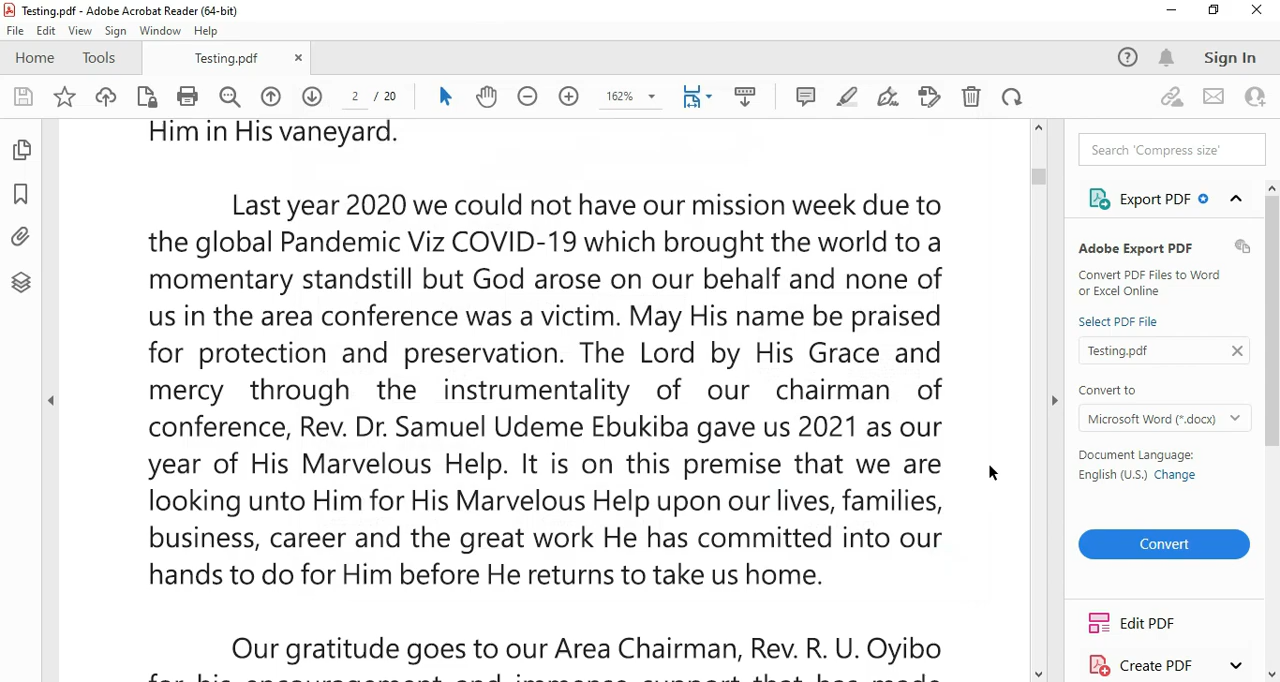 Testing.pdf - Adobe Acrobat Reader (64-bit)
File Edit View Sign Window Help
Home Tools Testing.pdf Sign In
2 / 20 162%
Him in His vaneyard.
Last year 2020 we could not have our mission week due to
the global Pandemic Viz COVID-19 which brought the world to a
momentary standstill but God arose on our behalf and none of
us in the area conference was a victim. May His name be praised
for protection and preservation. The Lord by His Grace and
mercy through the instrumentality of our chairman of
conference, Rev. Dr. Samuel Udeme Ebukiba gave us 2021 as our
year of His Marvelous Help. It is on this premise that we are
looking unto Him for His Marvelous Help upon our lives, families,
business, career and the great work He has committed into our
hands to do for Him before He returns to take us home.
Our gratitude goes to our Area Chairman, Rev. R. U. Oyibo
for his encouragement and immense support that has made
Search 'Compress size'
Export PDF
Adobe Export PDF
Convert PDF Files to Word
or Excel Online
Select PDF File
Testing.pdf
Convert to
Microsoft Word (*.docx)
Document Language:
English (U.S.) Change
Convert
Edit PDF
Create PDF